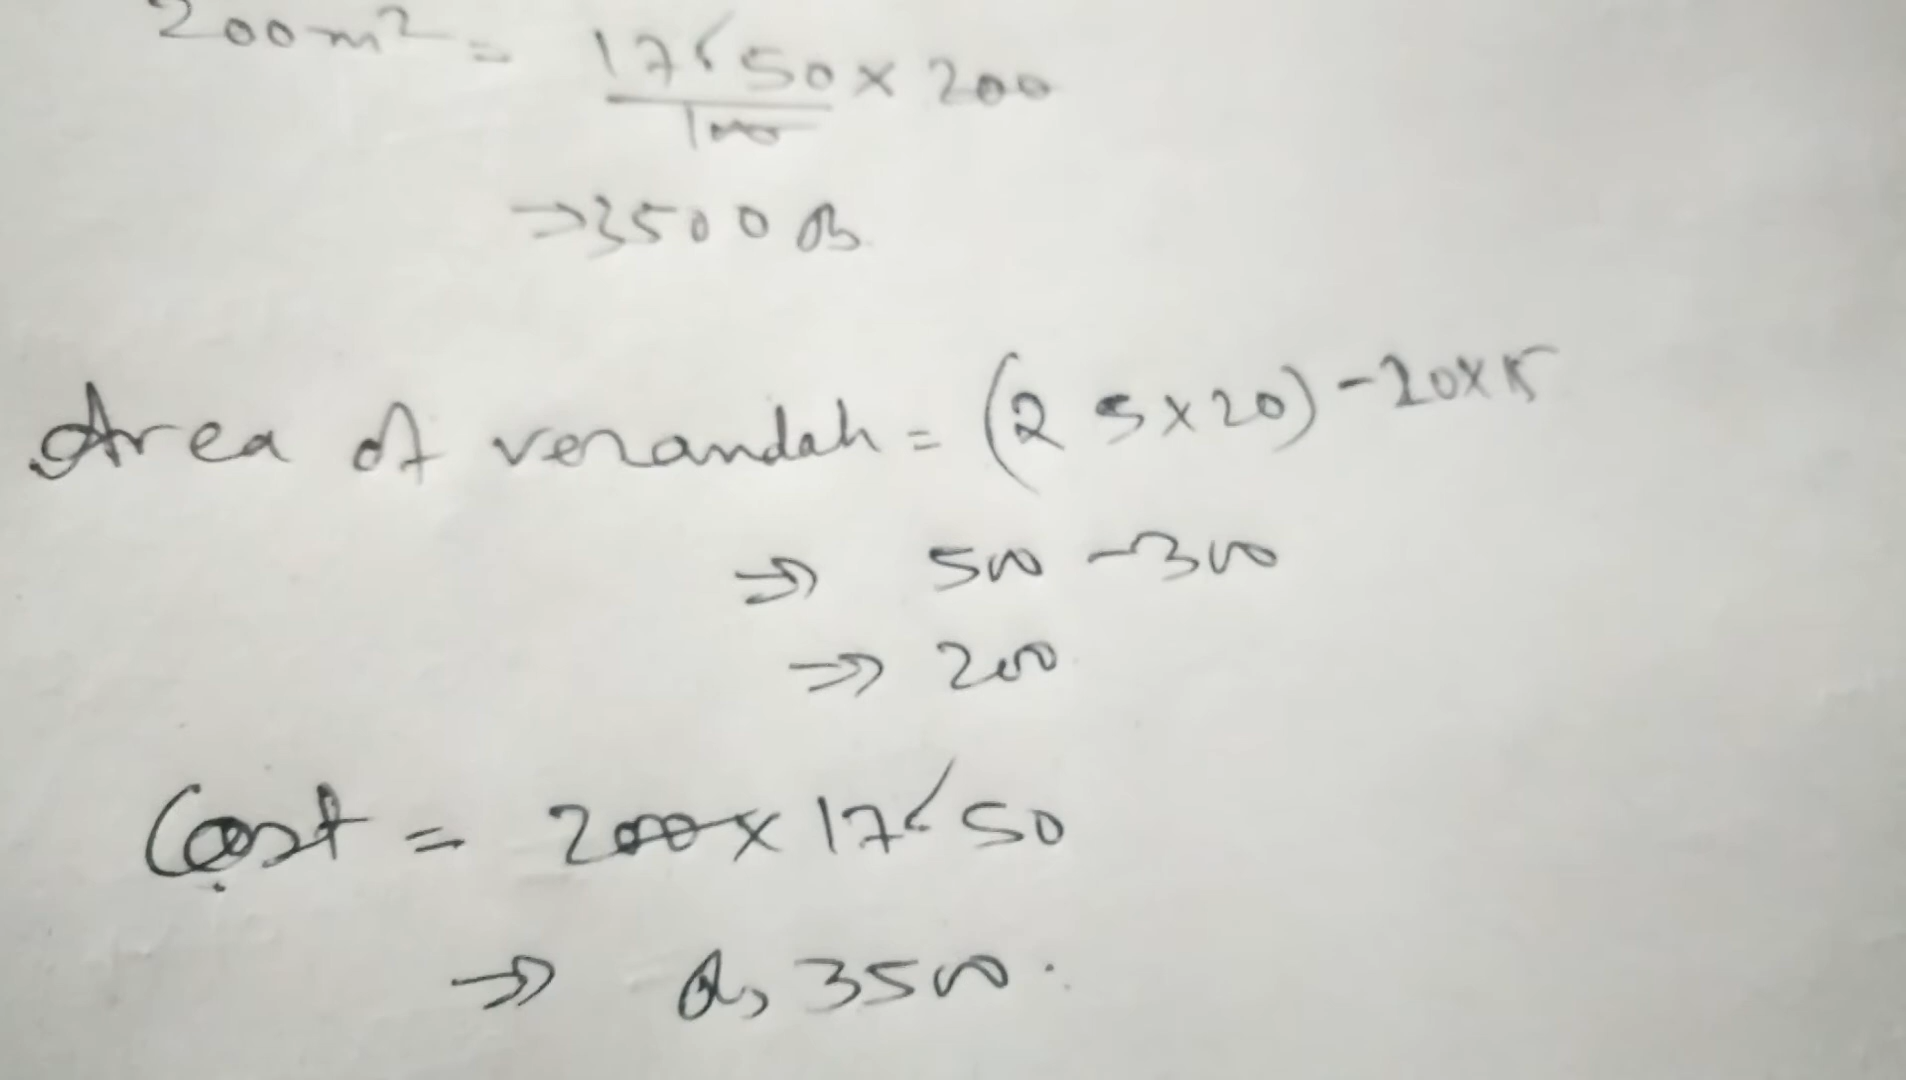 200m² = 17.50 × 200
100
→ 3500 Rs
Area of verandah = (25×20) - 20×15
⇒ 500 - 300
⇒ 200
Cost = 200 × 17.50
⇒ Rs 3500.